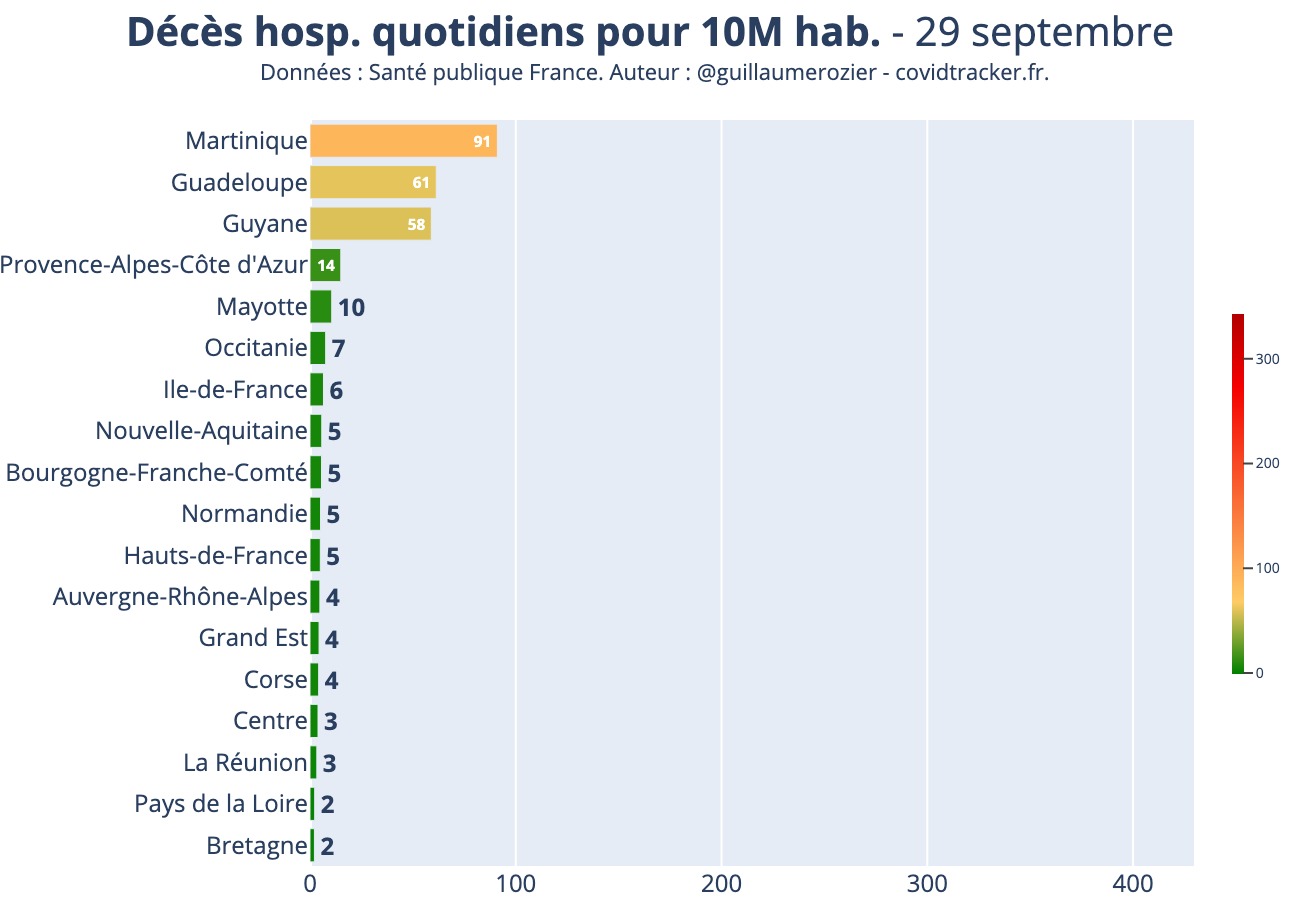 Décès hosp. quotidiens pour 10M hab. - 29 septembre
Données : Santé publique France. Auteur : @guillaumerozier - covidtracker.fr.
Martinique 91
Guadeloupe 61
Guyane 58
Provence-Alpes-Côte d'Azur 14
Mayotte 10
Occitanie 7
Ile-de-France 6
Nouvelle-Aquitaine 5
Bourgogne-Franche-Comté 5
Normandie 5
Hauts-de-France 5
Auvergne-Rhône-Alpes 4
Grand Est 4
Corse 4
Centre 3
La Réunion 3
Pays de la Loire 2
Bretagne 2
0 100 200 300 400
300
200
100
0